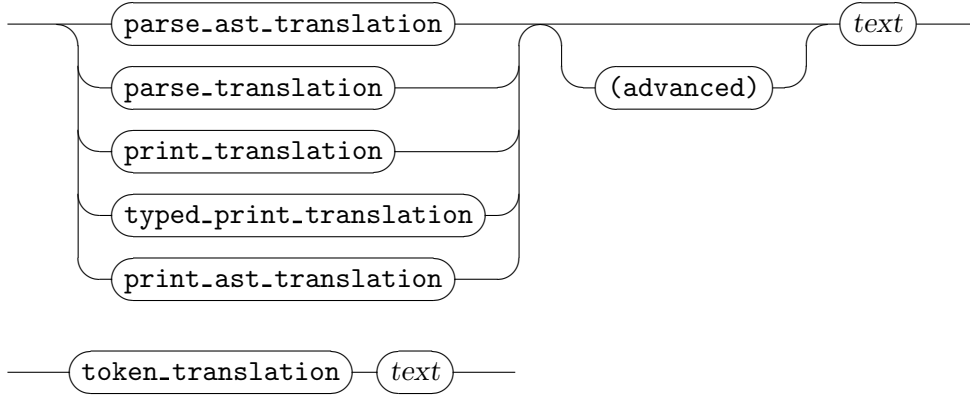 parse_ast_translation text
parse_translation (advanced)
print_translation
typed_print_translation
print_ast_translation
token_translation text